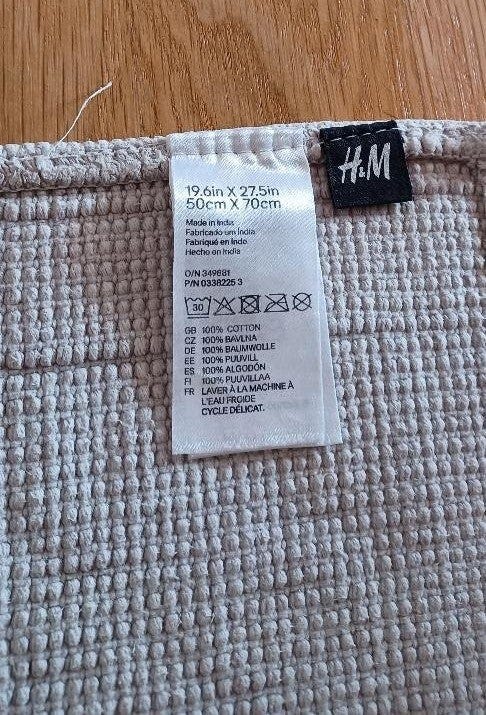 H&M
19.6in X 27.5in
50cm X 70cm
Made in India
Fabricado um India
Fabriqué en Inde
Hecho en India
O/N 349881
P/N 0338225 3
30
GB 100% COTTON
CZ 100% BAVLNA
DE 100% BAUMWOLLE
EE 100% PUUVILL
ES 100% ALGODÓN
FI 100% PUUVILLAA
FR LAVER À LA MACHINE À
L'EAU FROIDE
CYCLE DÉLICAT.